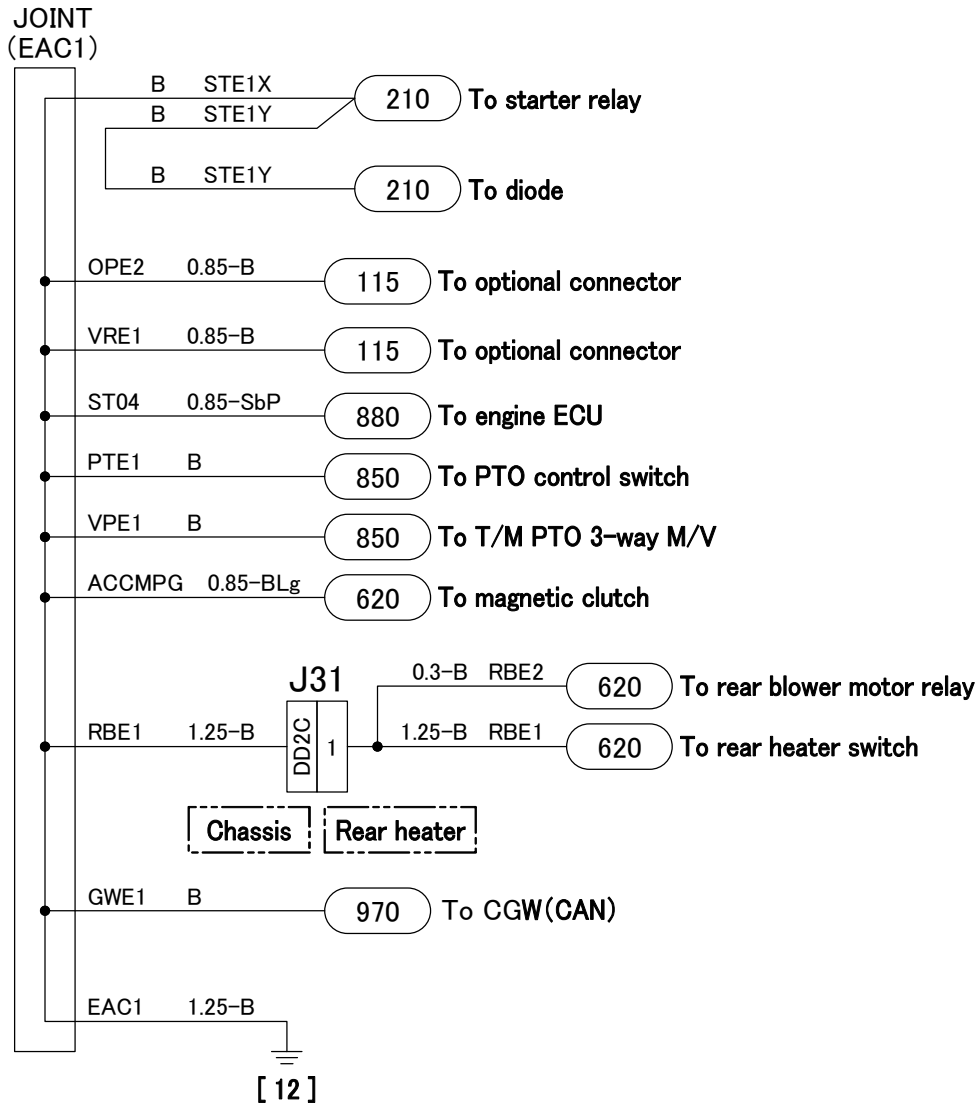 JOINT
(EAC1)
B STE1X 210 To starter relay
B STE1Y
B STE1Y 210 To diode
OPE2 0.85-B 115 To optional connector
VRE1 0.85-B 115 To optional connector
ST04 0.85-SbP 880 To engine ECU
PTE1 B 850 To PTO control switch
VPE1 B 850 To T/M PTO 3-way M/V
ACCMPG 0.85-BLg 620 To magnetic clutch
J31
0.3-B RBE2 620 To rear blower motor relay
RBE1 1.25-B DD2C 1 1.25-B RBE1 620 To rear heater switch
Chassis Rear heater
GWE1 B 970 To CGW(CAN)
EAC1 1.25-B
[12]